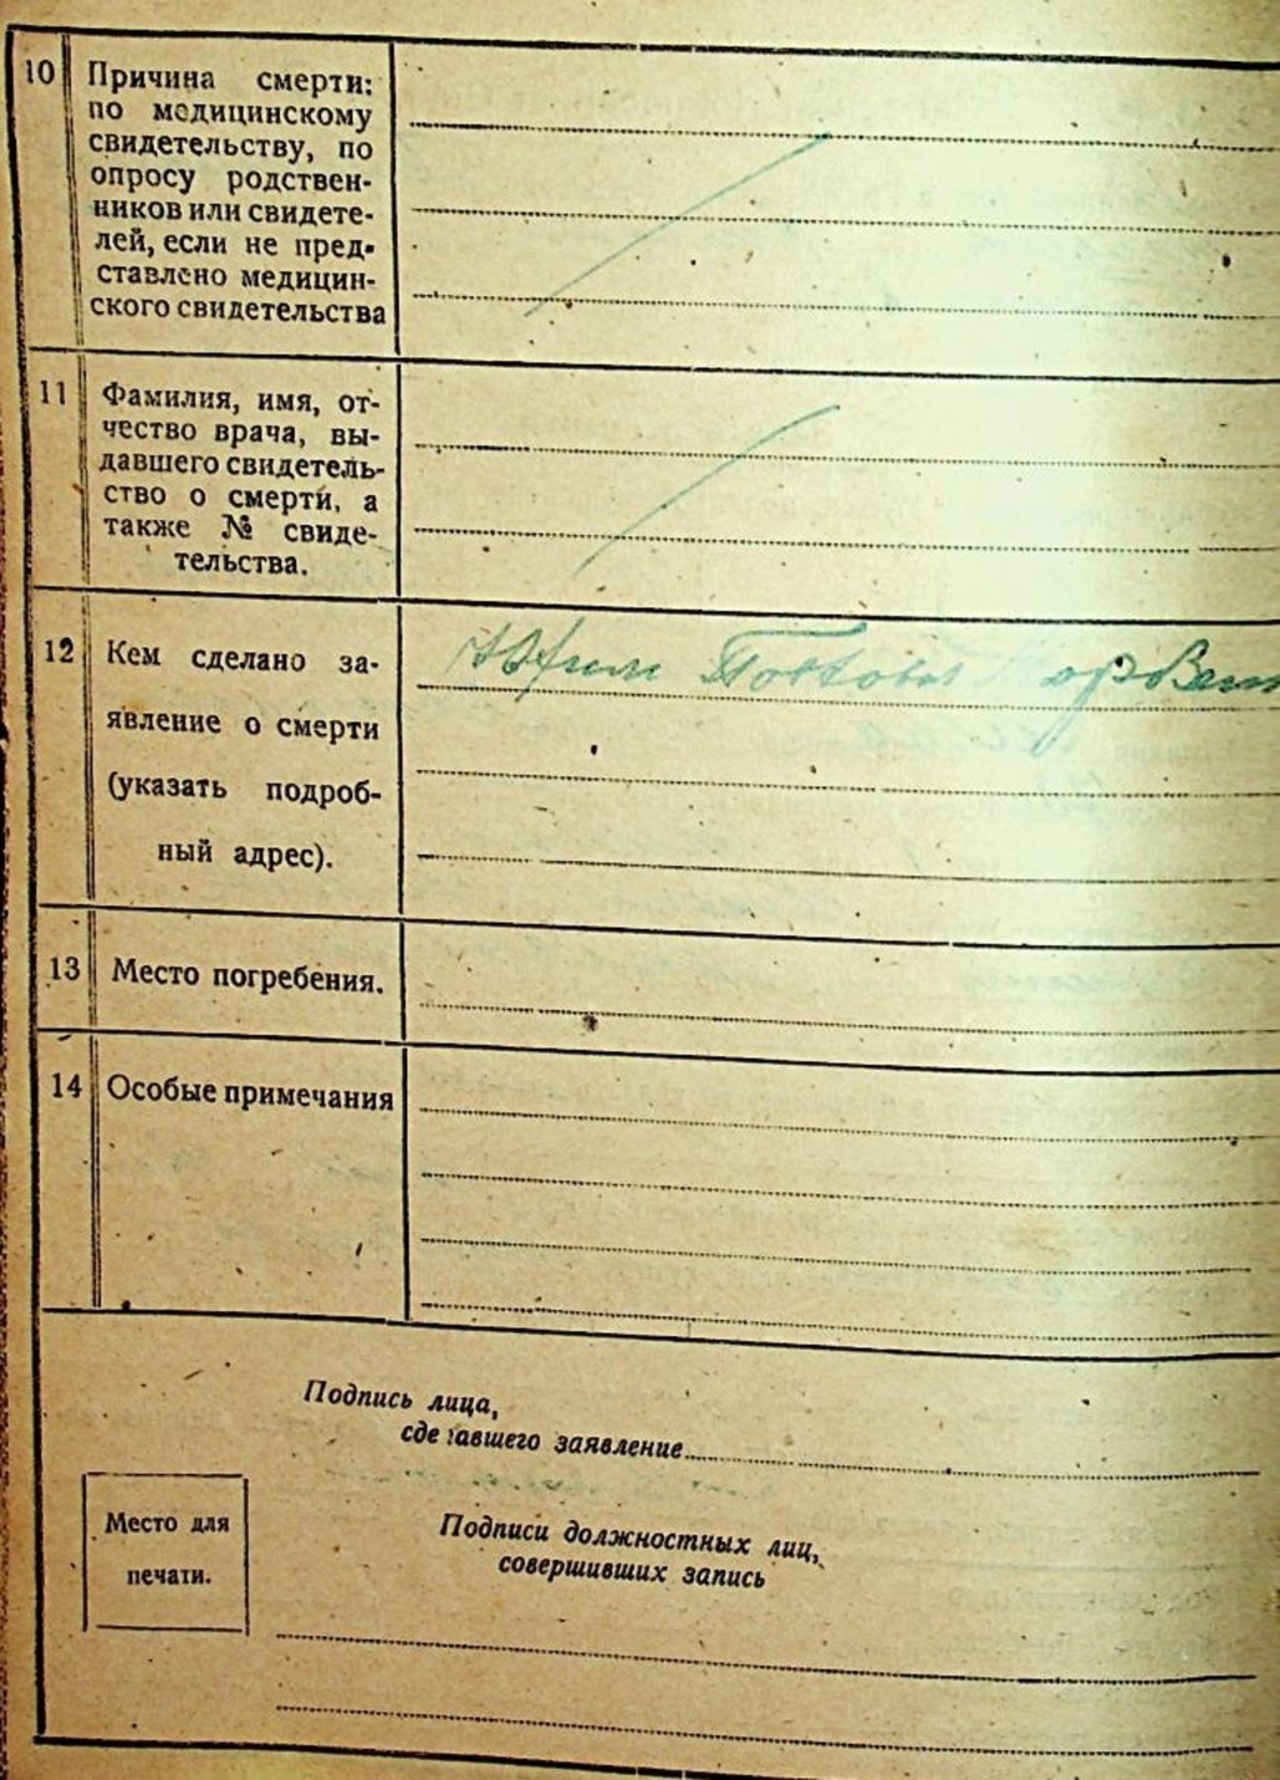 10 Причина смерти:
по медицинскому
свидетельству, по
опросу родствен-
ников или свидете-
лей, если не пред-
ставлено медицин-
ского свидетельства
11 Фамилия, имя, от-
чество врача, вы-
давшего свидетель-
ство о смерти, а
также № свиде-
тельства.
12 Кем сделано за-
явление о смерти
(указать подроб-
ный адрес).
13 Место погребения.
14 Особые примечания
Подпись лица,
сделавшего заявление
Подписи должностных лиц,
совершивших запись
Место для
печати.